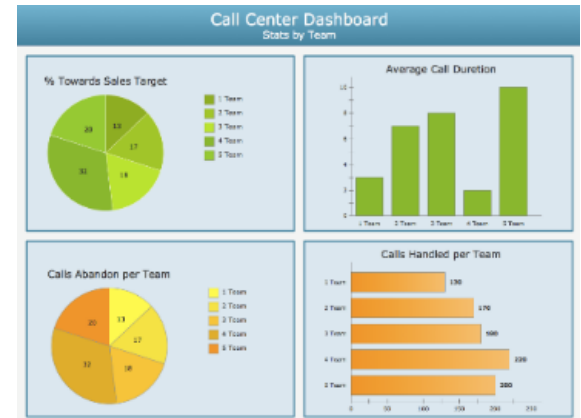 Call Center Dashboard
Stats by Team
% Towards Sales Target
1 Team
2 Team
3 Team
4 Team
5 Team
13
17
18
32
20
Average Call Duretion
10
8
6
4
2
0
1 Team 2 Team 3 Team 4 Team 5 Team
Calls Abandon per Team
1 Team
2 Team
3 Team
4 Team
5 Team
13
17
18
32
20
Calls Handled per Team
1 Team 130
2 Team 170
3 Team 180
4 Team 220
5 Team 200
0 50 100 150 200 250